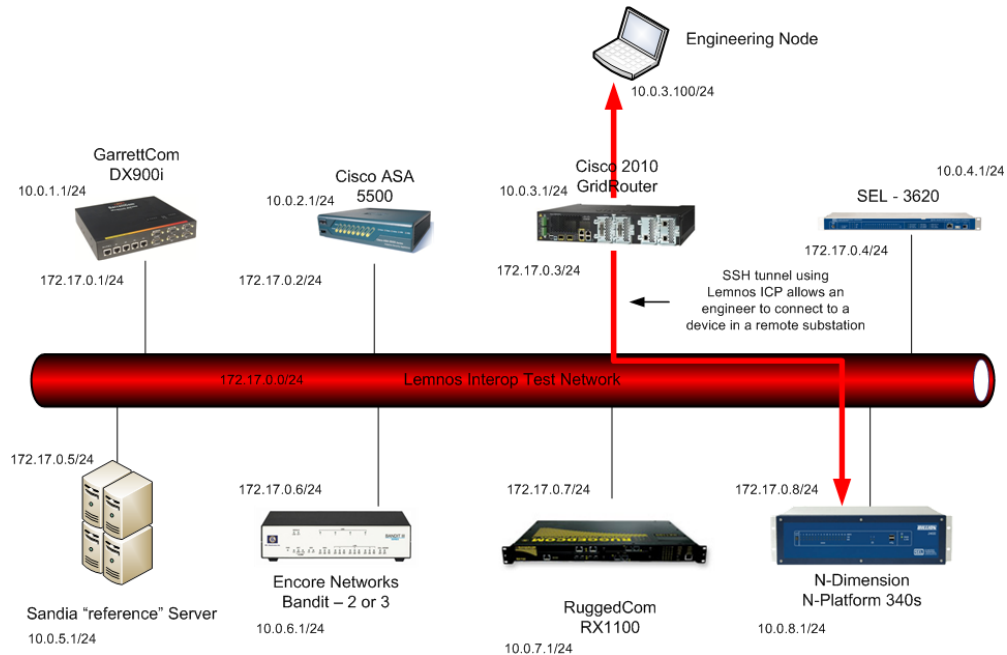 Engineering Node
10.0.3.100/24
GarrettCom
DX900i
10.0.1.1/24
172.17.0.1/24
Cisco ASA
5500
10.0.2.1/24
172.17.0.2/24
Cisco 2010
GridRouter
10.0.3.1/24
172.17.0.3/24
10.0.4.1/24
SEL - 3620
172.17.0.4/24
SSH tunnel using
Lemnos ICP allows an
engineer to connect to a
device in a remote substation
172.17.0.0/24
Lemnos Interop Test Network
172.17.0.5/24
Sandia “reference” Server
10.0.5.1/24
172.17.0.6/24
Encore Networks
Bandit – 2 or 3
10.0.6.1/24
172.17.0.7/24
RUGGEDCOM
RuggedCom
RX1100
10.0.7.1/24
172.17.0.8/24
N-Dimension
N-Platform 340s
10.0.8.1/24